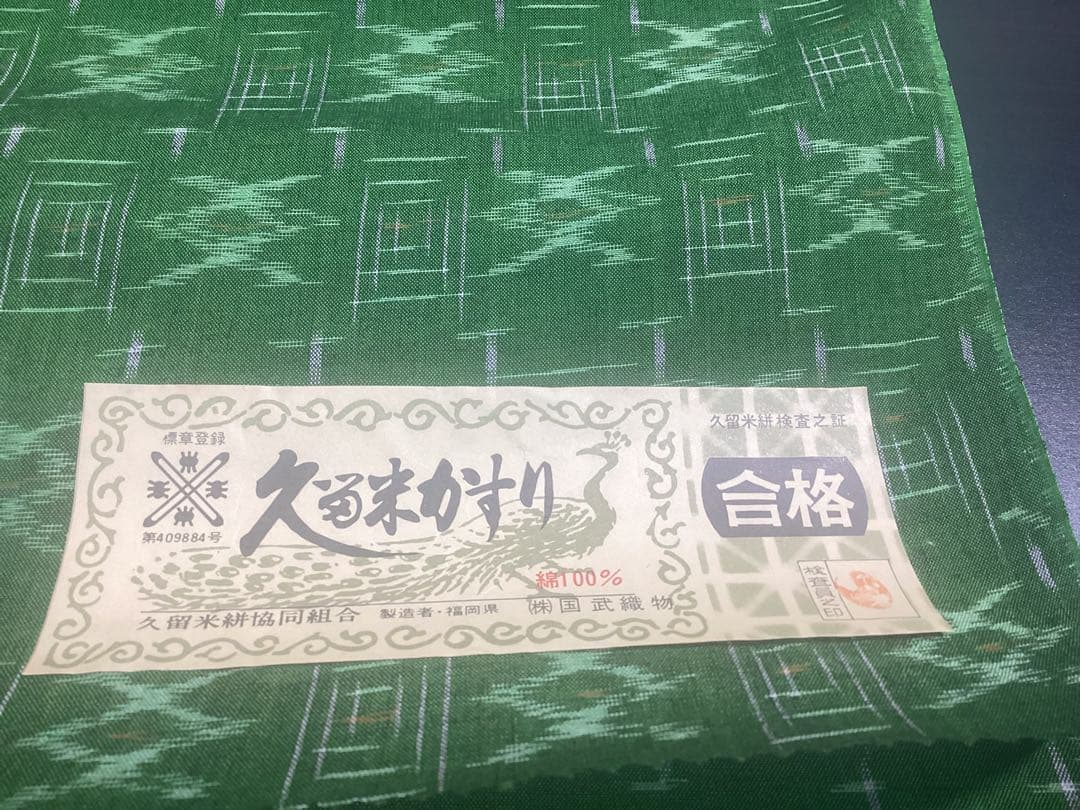 標章登録
第409884号
久留米かすり
綿100%
久留米絣協同組合 製造者・福岡県 ㈱国武織物
久留米絣検査之証
合格
検査員之印